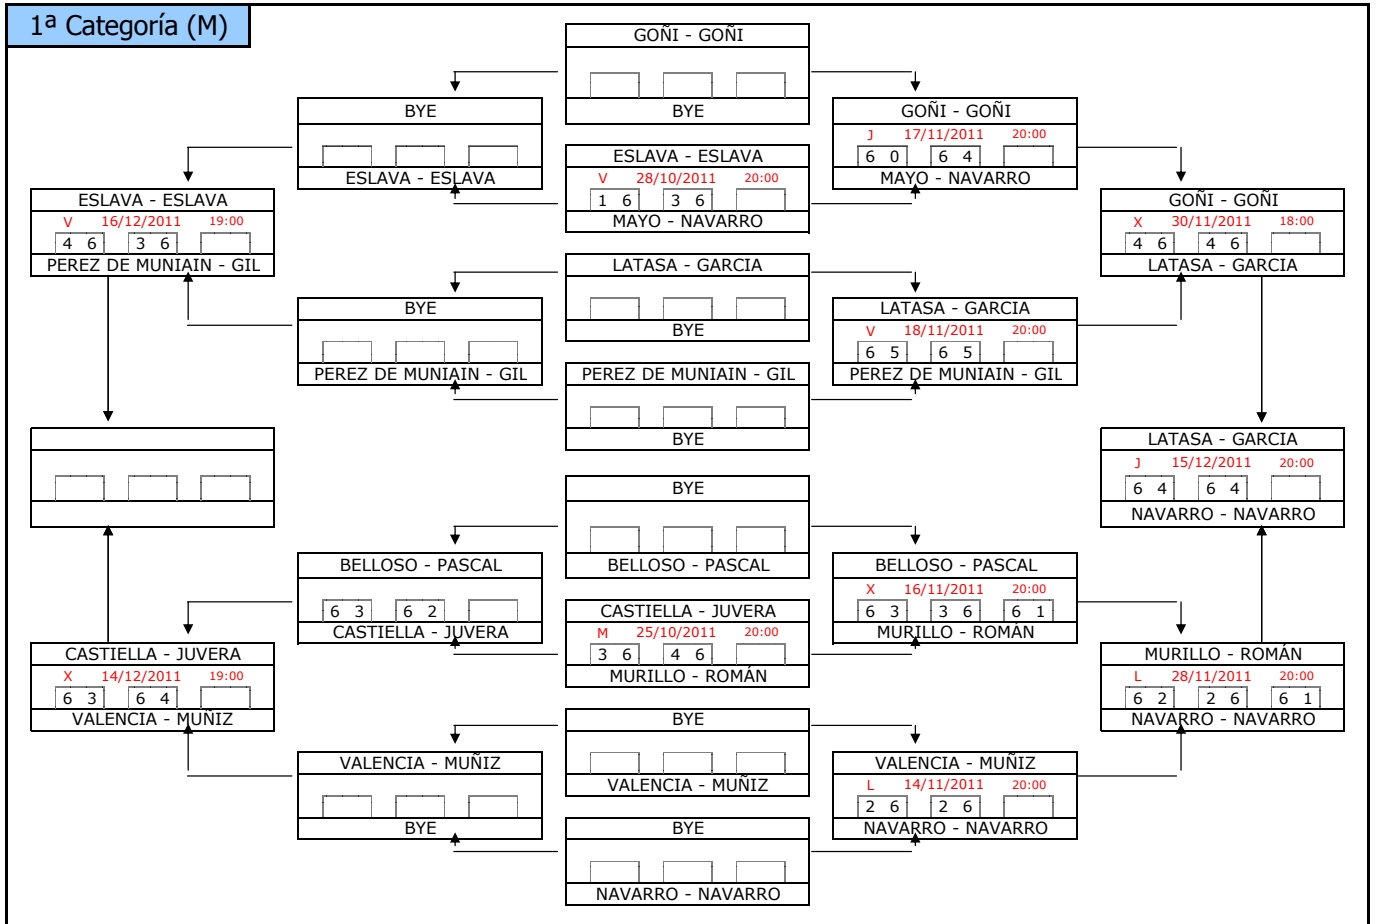 1ª Categoría (M)
GOÑI - GOÑI
BYE
BYE
ESLAVA - ESLAVA
GOÑI - GOÑI
J 17/11/2011 20:00
6 0 6 4
MAYO - NAVARRO
ESLAVA - ESLAVA
V 28/10/2011 20:00
1 6 3 6
MAYO - NAVARRO
ESLAVA - ESLAVA
V 16/12/2011 19:00
4 6 3 6
PEREZ DE MUNIAIN - GIL
GOÑI - GOÑI
X 30/11/2011 18:00
4 6 4 6
LATASA - GARCIA
LATASA - GARCIA
BYE
BYE
PEREZ DE MUNIAIN - GIL
LATASA - GARCIA
V 18/11/2011 20:00
6 5 6 5
PEREZ DE MUNIAIN - GIL
PEREZ DE MUNIAIN - GIL
BYE
LATASA - GARCIA
J 15/12/2011 20:00
6 4 6 4
NAVARRO - NAVARRO
BYE
BELLOSO - PASCAL
BELLOSO - PASCAL
6 3 6 2
CASTIELLA - JUVERA
BELLOSO - PASCAL
X 16/11/2011 20:00
6 3 3 6 6 1
MURILLO - ROMÁN
CASTIELLA - JUVERA
M 25/10/2011 20:00
3 6 4 6
MURILLO - ROMÁN
CASTIELLA - JUVERA
X 14/12/2011 19:00
6 3 6 4
VALENCIA - MUÑIZ
MURILLO - ROMÁN
L 28/11/2011 20:00
6 2 2 6 6 1
NAVARRO - NAVARRO
BYE
VALENCIA - MUÑIZ
VALENCIA - MUÑIZ
BYE
VALENCIA - MUÑIZ
L 14/11/2011 20:00
2 6 2 6
NAVARRO - NAVARRO
BYE
NAVARRO - NAVARRO